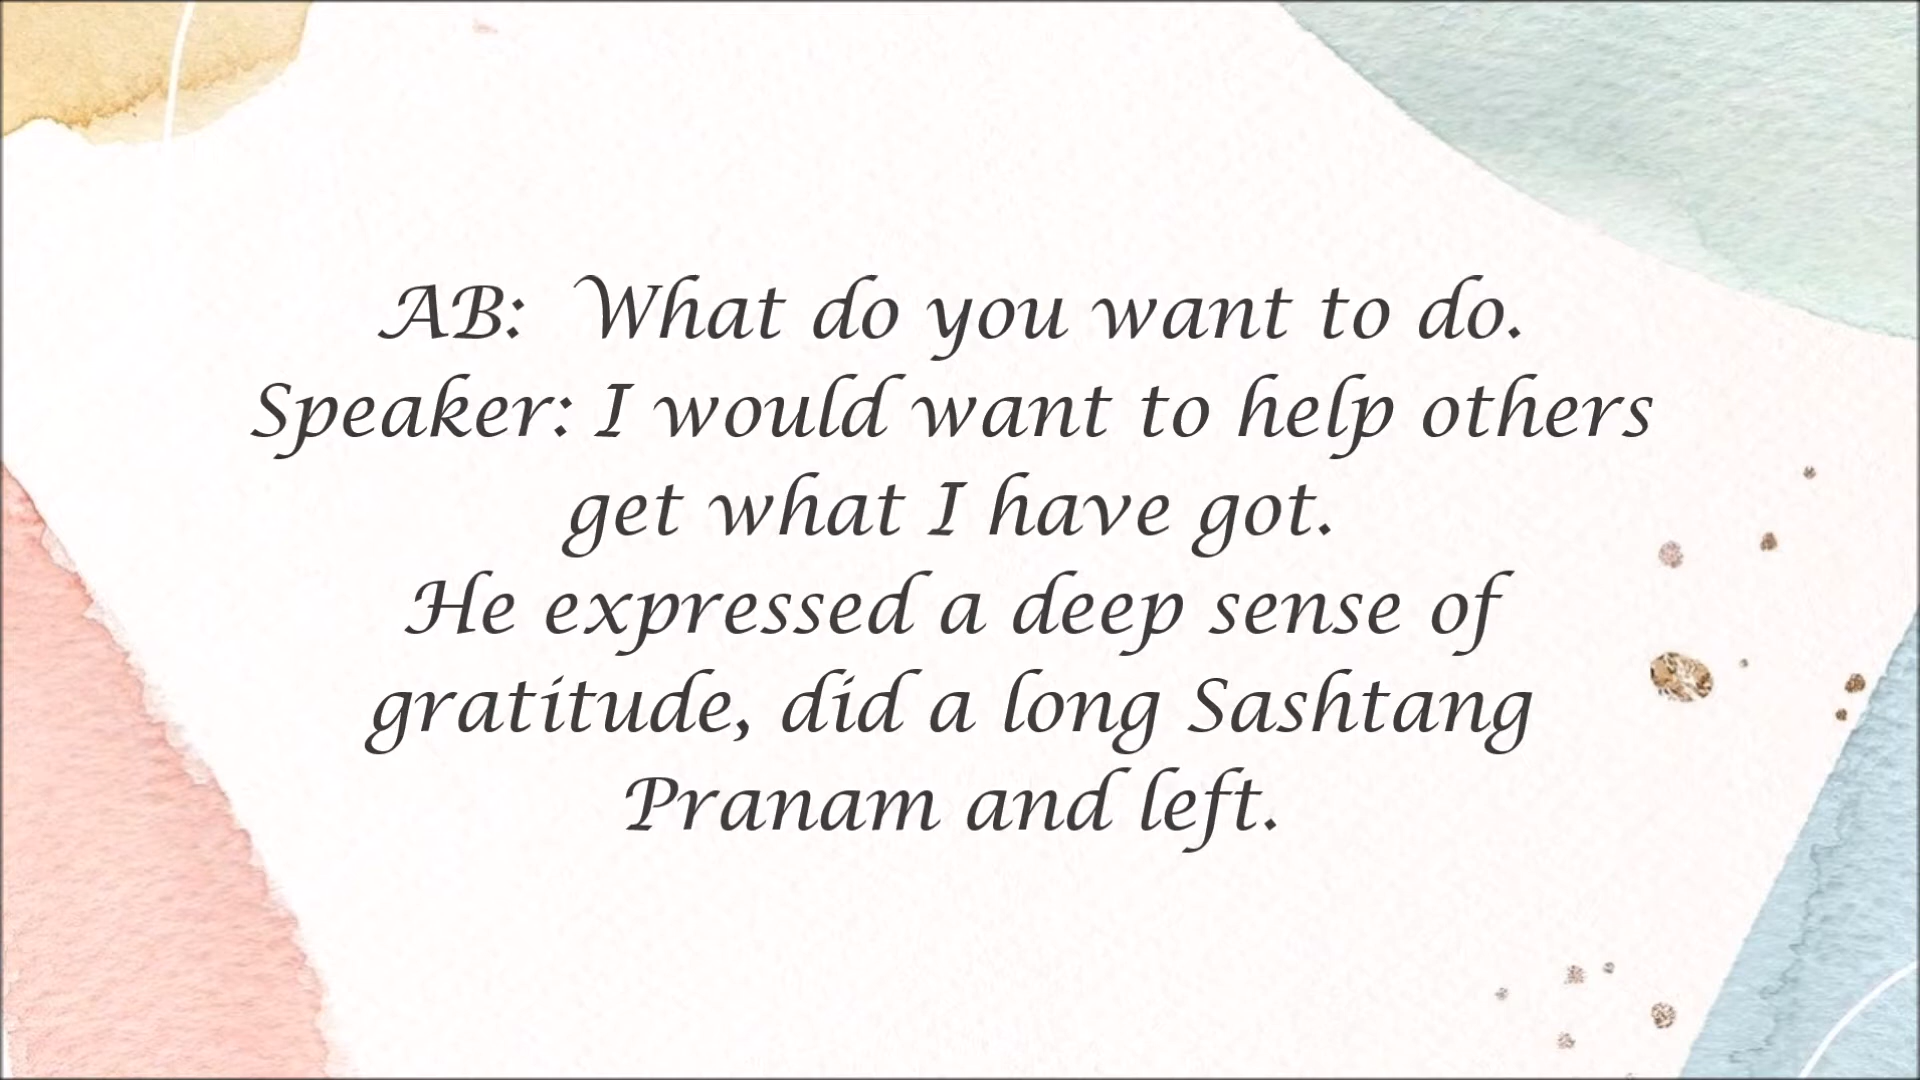 AB:  What do you want to do.
Speaker: I would want to help others
get what I have got.
He expressed a deep sense of
gratitude, did a long Sashtang
Pranam and left.